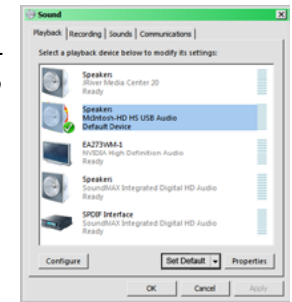 Sound
Playback Recording Sounds Communications
Select a playback device below to modify its settings:
Speakers
JRiver Media Center 20
Ready
Speakers
McIntosh-HD HS USB Audio
Default Device
EA273WM-1
NVIDIA High Definition Audio
Ready
Speakers
SoundMAX Integrated Digital HD Audio
Ready
SPDIF Interface
SoundMAX Integrated Digital HD Audio
Ready
Configure Set Default Properties
OK Cancel Apply